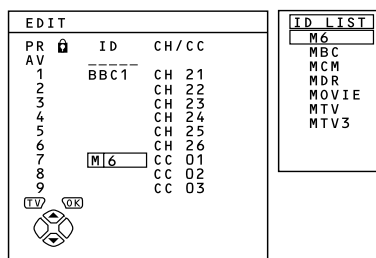 EDIT
PR ID CH/CC
AV _____
1 BBC1 CH 21
2 CH 22
3 CH 23
4 CH 24
5 CH 25
6 CH 26
7 M6 CC 01
8 CC 02
9 CC 03
TV OK
ID LIST
M6
MBC
MCM
MDR
MOVIE
MTV
MTV3